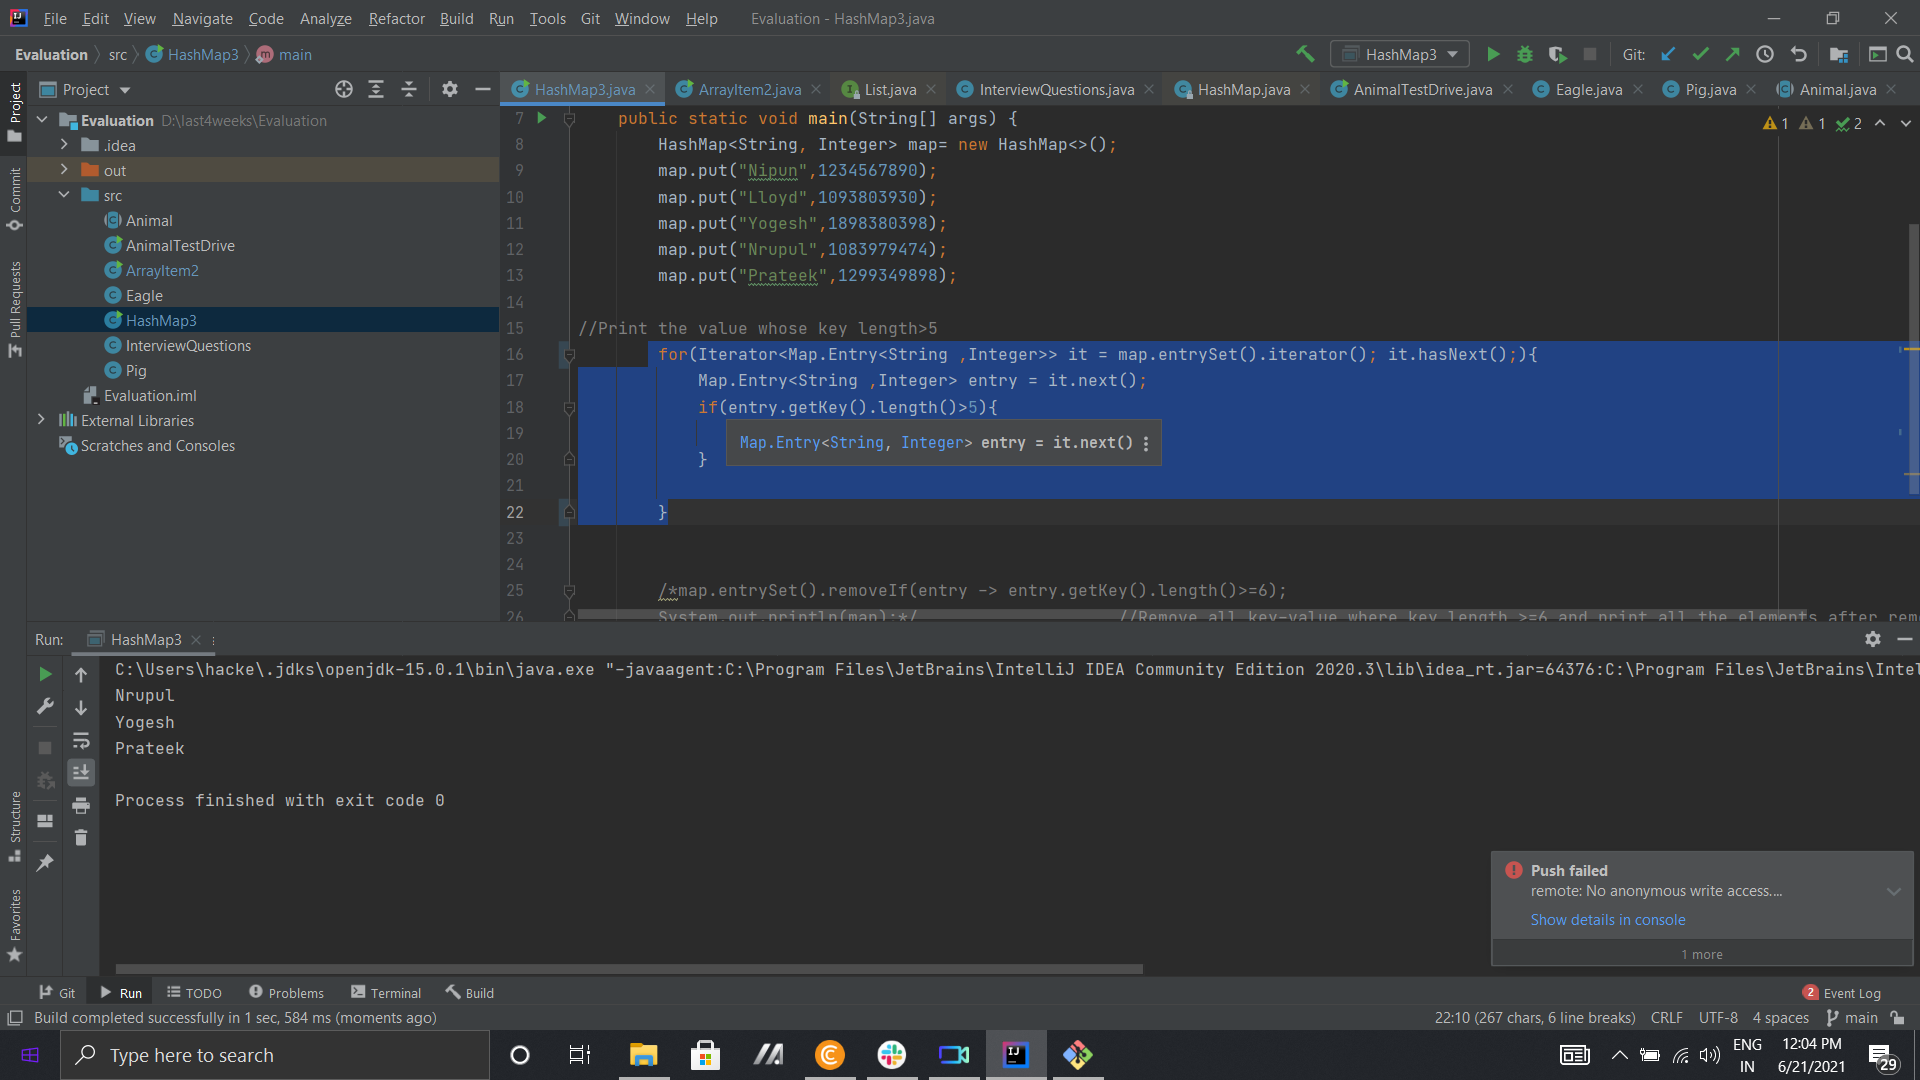 File Edit View Navigate Code Analyze Refactor Build Run Tools Git Window Help Evaluation - HashMap3.java
Evaluation src HashMap3 main HashMap3 Git:
Project HashMap3.java ArrayItem2.java List.java InterviewQuestions.java HashMap.java AnimalTestDrive.java Eagle.java Pig.java Animal.java
Project
Commit
Pull Requests
Structure
Favorites
Evaluation D:\last4weeks\Evaluation
.idea
out
src
Animal
AnimalTestDrive
ArrayItem2
Eagle
HashMap3
InterviewQuestions
Pig
Evaluation.iml
External Libraries
Scratches and Consoles
1 1 2
7 public static void main(String[] args) {
8 HashMap<String, Integer> map= new HashMap<>();
9 map.put("Nipun",1234567890);
10 map.put("Lloyd",1093803930);
11 map.put("Yogesh",1898380398);
12 map.put("Nrupul",1083979474);
13 map.put("Prateek",1299349898);
14
15 //Print the value whose key length>5
16 for(Iterator<Map.Entry<String ,Integer>> it = map.entrySet().iterator(); it.hasNext();){
17 Map.Entry<String ,Integer> entry = it.next();
18 if(entry.getKey().length()>5){
19 Map.Entry<String, Integer> entry = it.next()
20 }
21
22 }
23
24
25 /*map.entrySet().removeIf(entry -> entry.getKey().length()>=6);
26 System.out.println(map);*/ //Remove all key-value where key length >=6 and print all the elements after rem
Run: HashMap3
C:\Users\hacke\.jdks\openjdk-15.0.1\bin\java.exe "-javaagent:C:\Program Files\JetBrains\IntelliJ IDEA Community Edition 2020.3\lib\idea_rt.jar=64376:C:\Program Files\JetBrains\Intel
Nrupul
Yogesh
Prateek
Process finished with exit code 0
Push failed
remote: No anonymous write access....
Show details in console
1 more
Git Run TODO Problems Terminal Build 2 Event Log
Build completed successfully in 1 sec, 584 ms (moments ago) 22:10 (267 chars, 6 line breaks) CRLF UTF-8 4 spaces main
Type here to search
ENG
IN
12:04 PM
6/21/2021
29